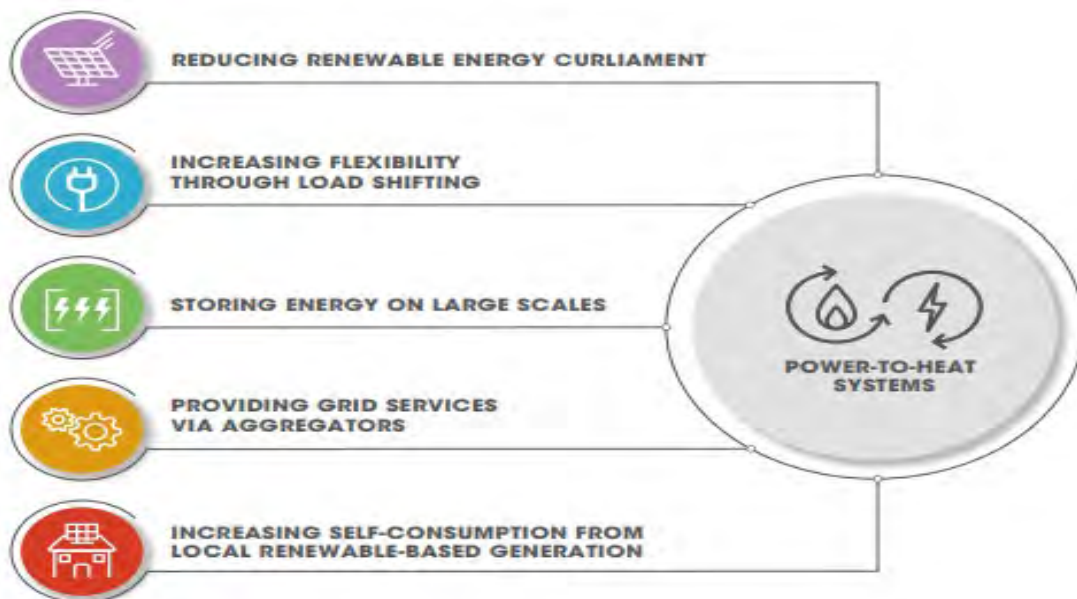 REDUCING RENEWABLE ENERGY CURLIAMENT
INCREASING FLEXIBILITY
THROUGH LOAD SHIFTING
STORING ENERGY ON LARGE SCALES
POWER-TO-HEAT
SYSTEMS
PROVIDING GRID SERVICES
VIA AGGREGATORS
INCREASING SELF-CONSUMPTION FROM
LOCAL RENEWABLE-BASED GENERATION